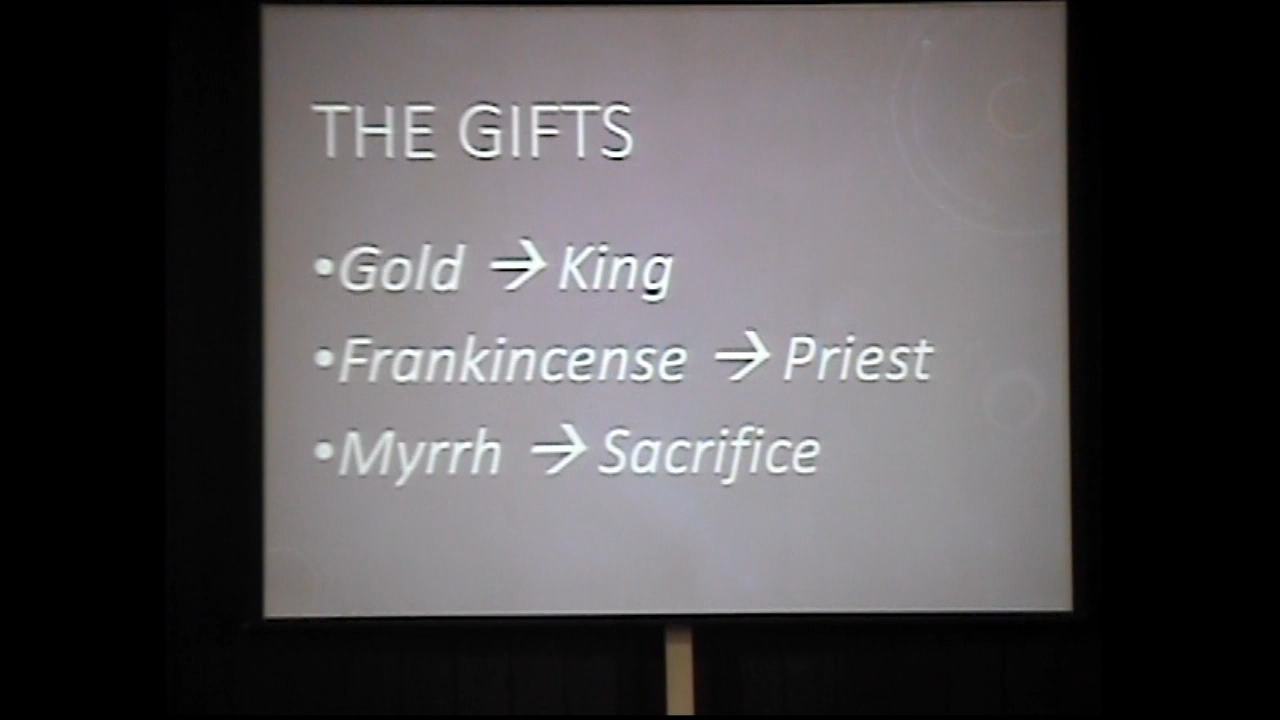 THE GIFTS
•Gold → King
•Frankincense → Priest
•Myrrh → Sacrifice